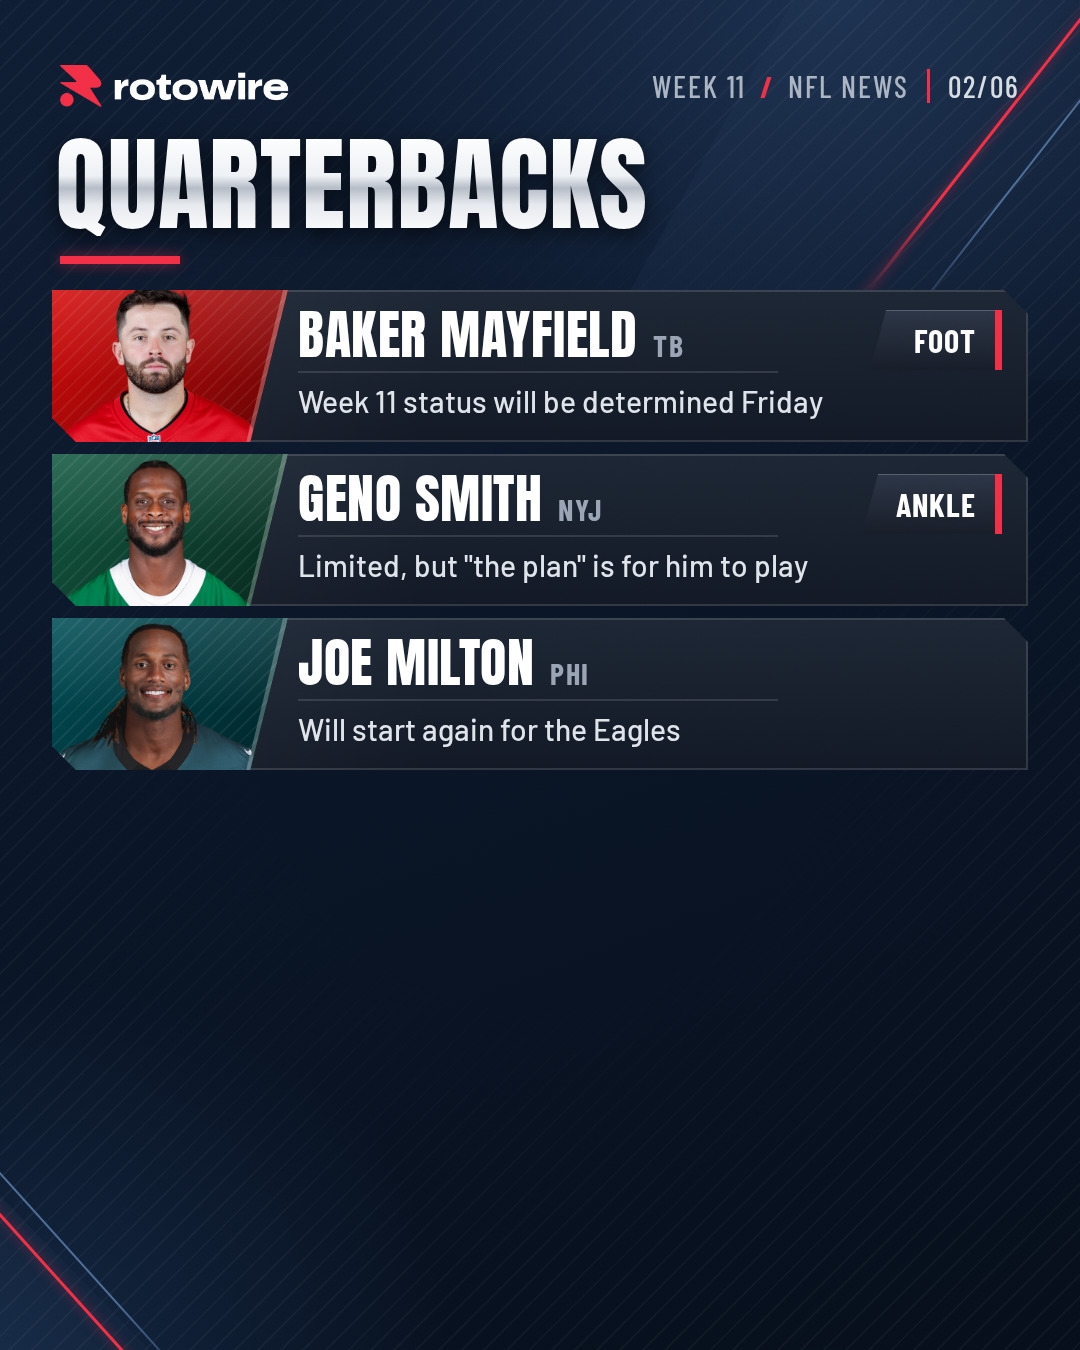 rotowire
WEEK 11 / NFL NEWS | 02/06
QUARTERBACKS
BAKER MAYFIELD TB
FOOT
Week 11 status will be determined Friday
GENO SMITH NYJ
ANKLE
Limited, but "the plan" is for him to play
JOE MILTON PHI
Will start again for the Eagles